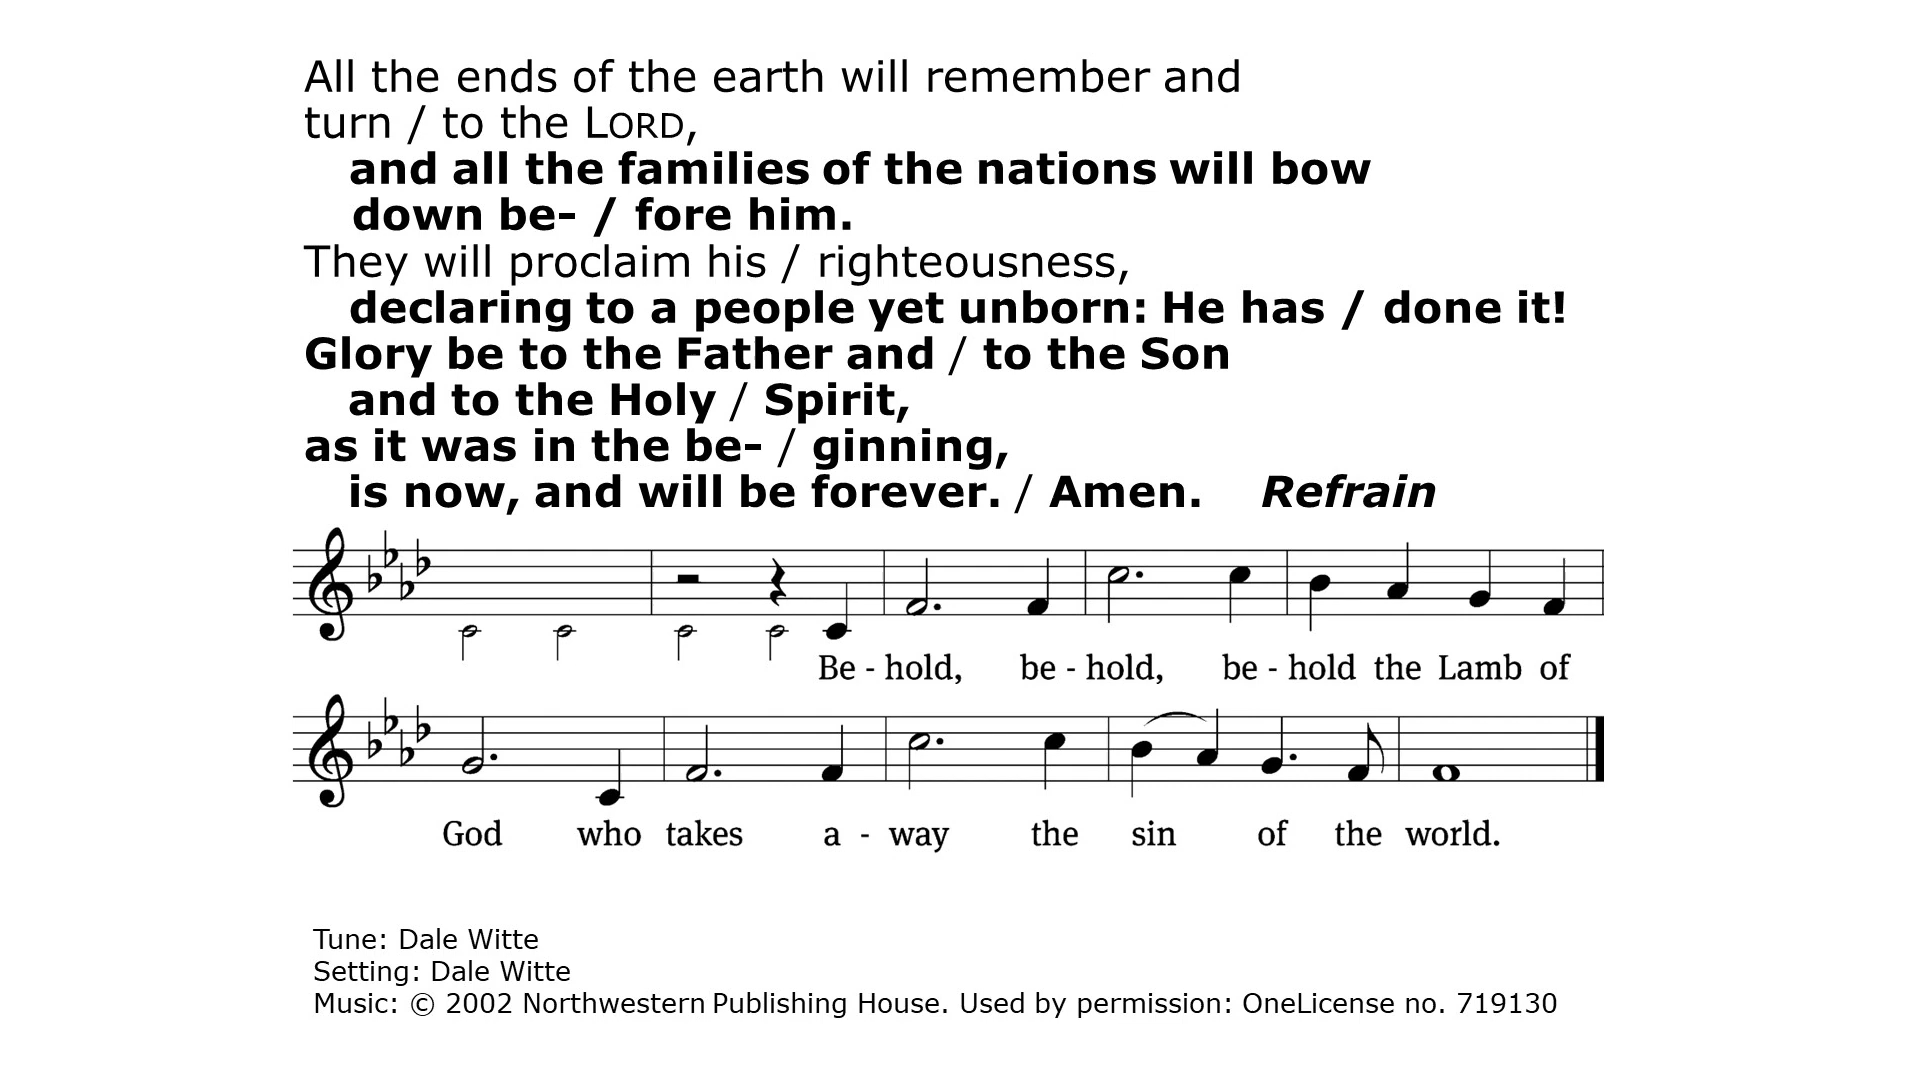 All the ends of the earth will remember and
turn / to the LORD,
and all the families of the nations will bow
down be- / fore him.
They will proclaim his / righteousness,
declaring to a people yet unborn: He has / done it!
Glory be to the Father and / to the Son
and to the Holy / Spirit,
as it was in the be- / ginning,
is now, and will be forever. / Amen. Refrain
Be - hold, be - hold, be - hold the Lamb of
God who takes a - way the sin of the world.
Tune: Dale Witte
Setting: Dale Witte
Music: © 2002 Northwestern Publishing House. Used by permission: OneLicense no. 719130